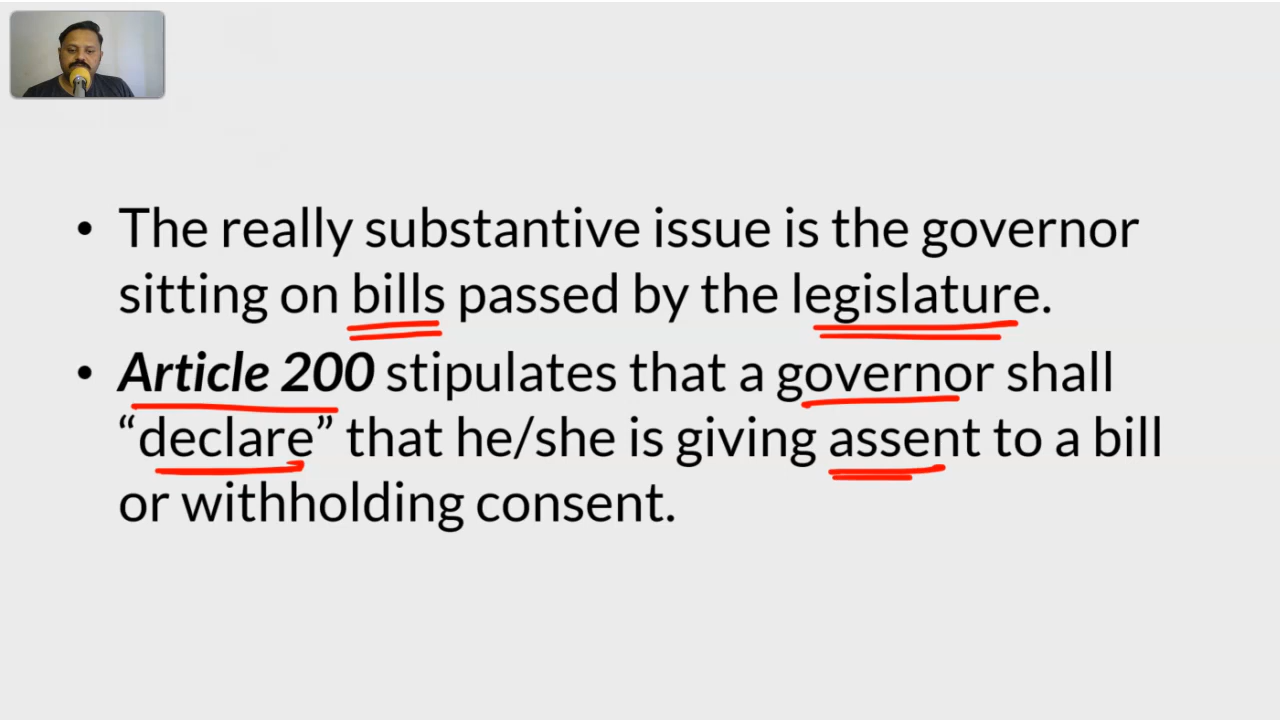 • The really substantive issue is the governor
sitting on bills passed by the legislature.
• Article 200 stipulates that a governor shall
“declare” that he/she is giving assent to a bill
or withholding consent.